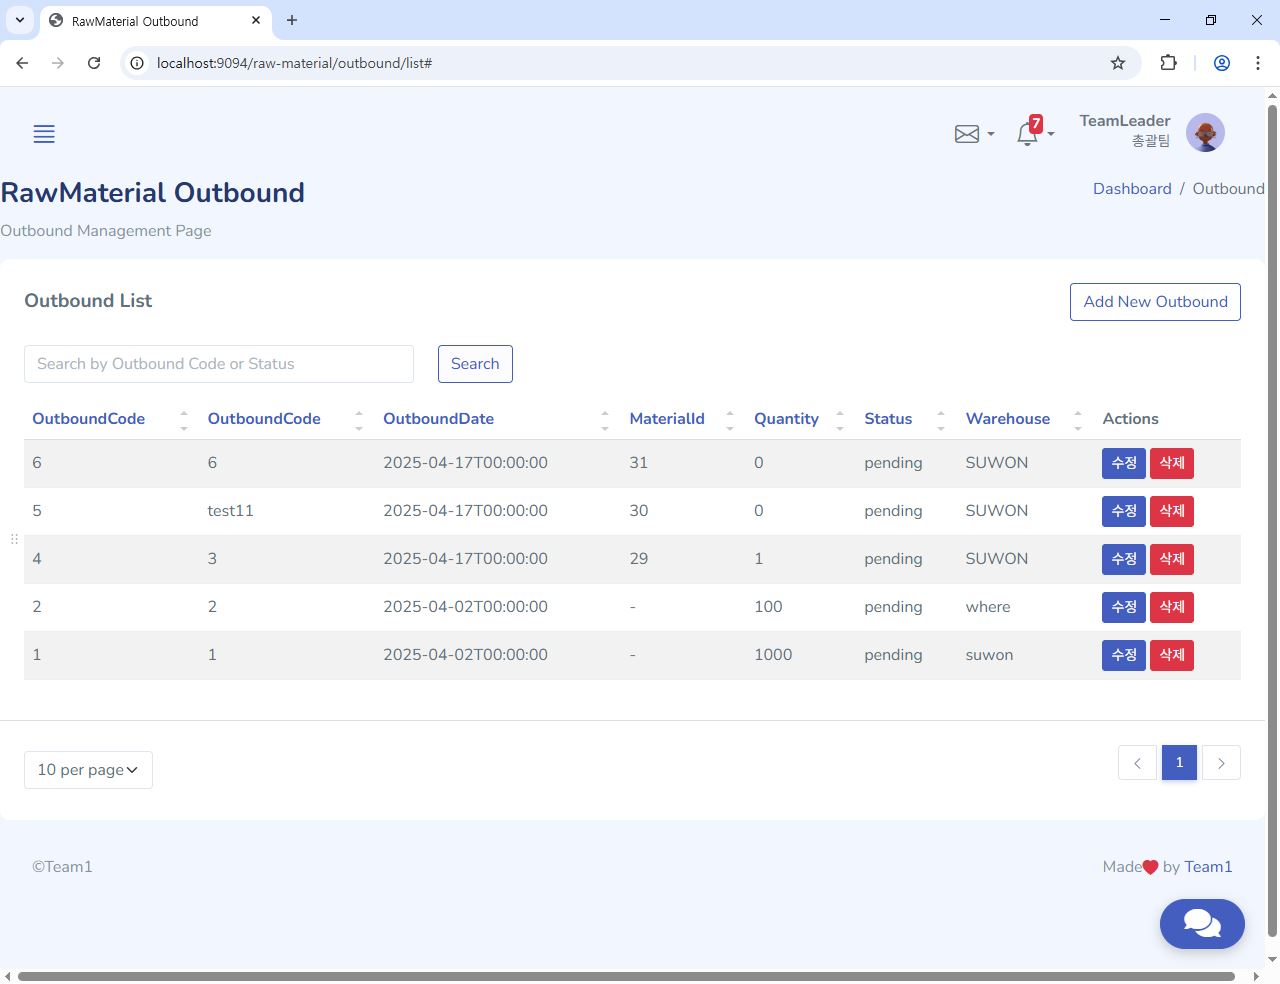 RawMaterial Outbound
localhost:9094/raw-material/outbound/list#
7
TeamLeader
총괄팀
RawMaterial Outbound
Dashboard / Outbound
Outbound Management Page
Outbound List
Add New Outbound
Search by Outbound Code or Status
Search
OutboundCode OutboundCode OutboundDate MaterialId Quantity Status Warehouse Actions
6 6 2025-04-17T00:00:00 31 0 pending SUWON 수정 삭제
5 test11 2025-04-17T00:00:00 30 0 pending SUWON 수정 삭제
4 3 2025-04-17T00:00:00 29 1 pending SUWON 수정 삭제
2 2 2025-04-02T00:00:00 - 100 pending where 수정 삭제
1 1 2025-04-02T00:00:00 - 1000 pending suwon 수정 삭제
10 per page
1
©Team1
Made❤ by Team1